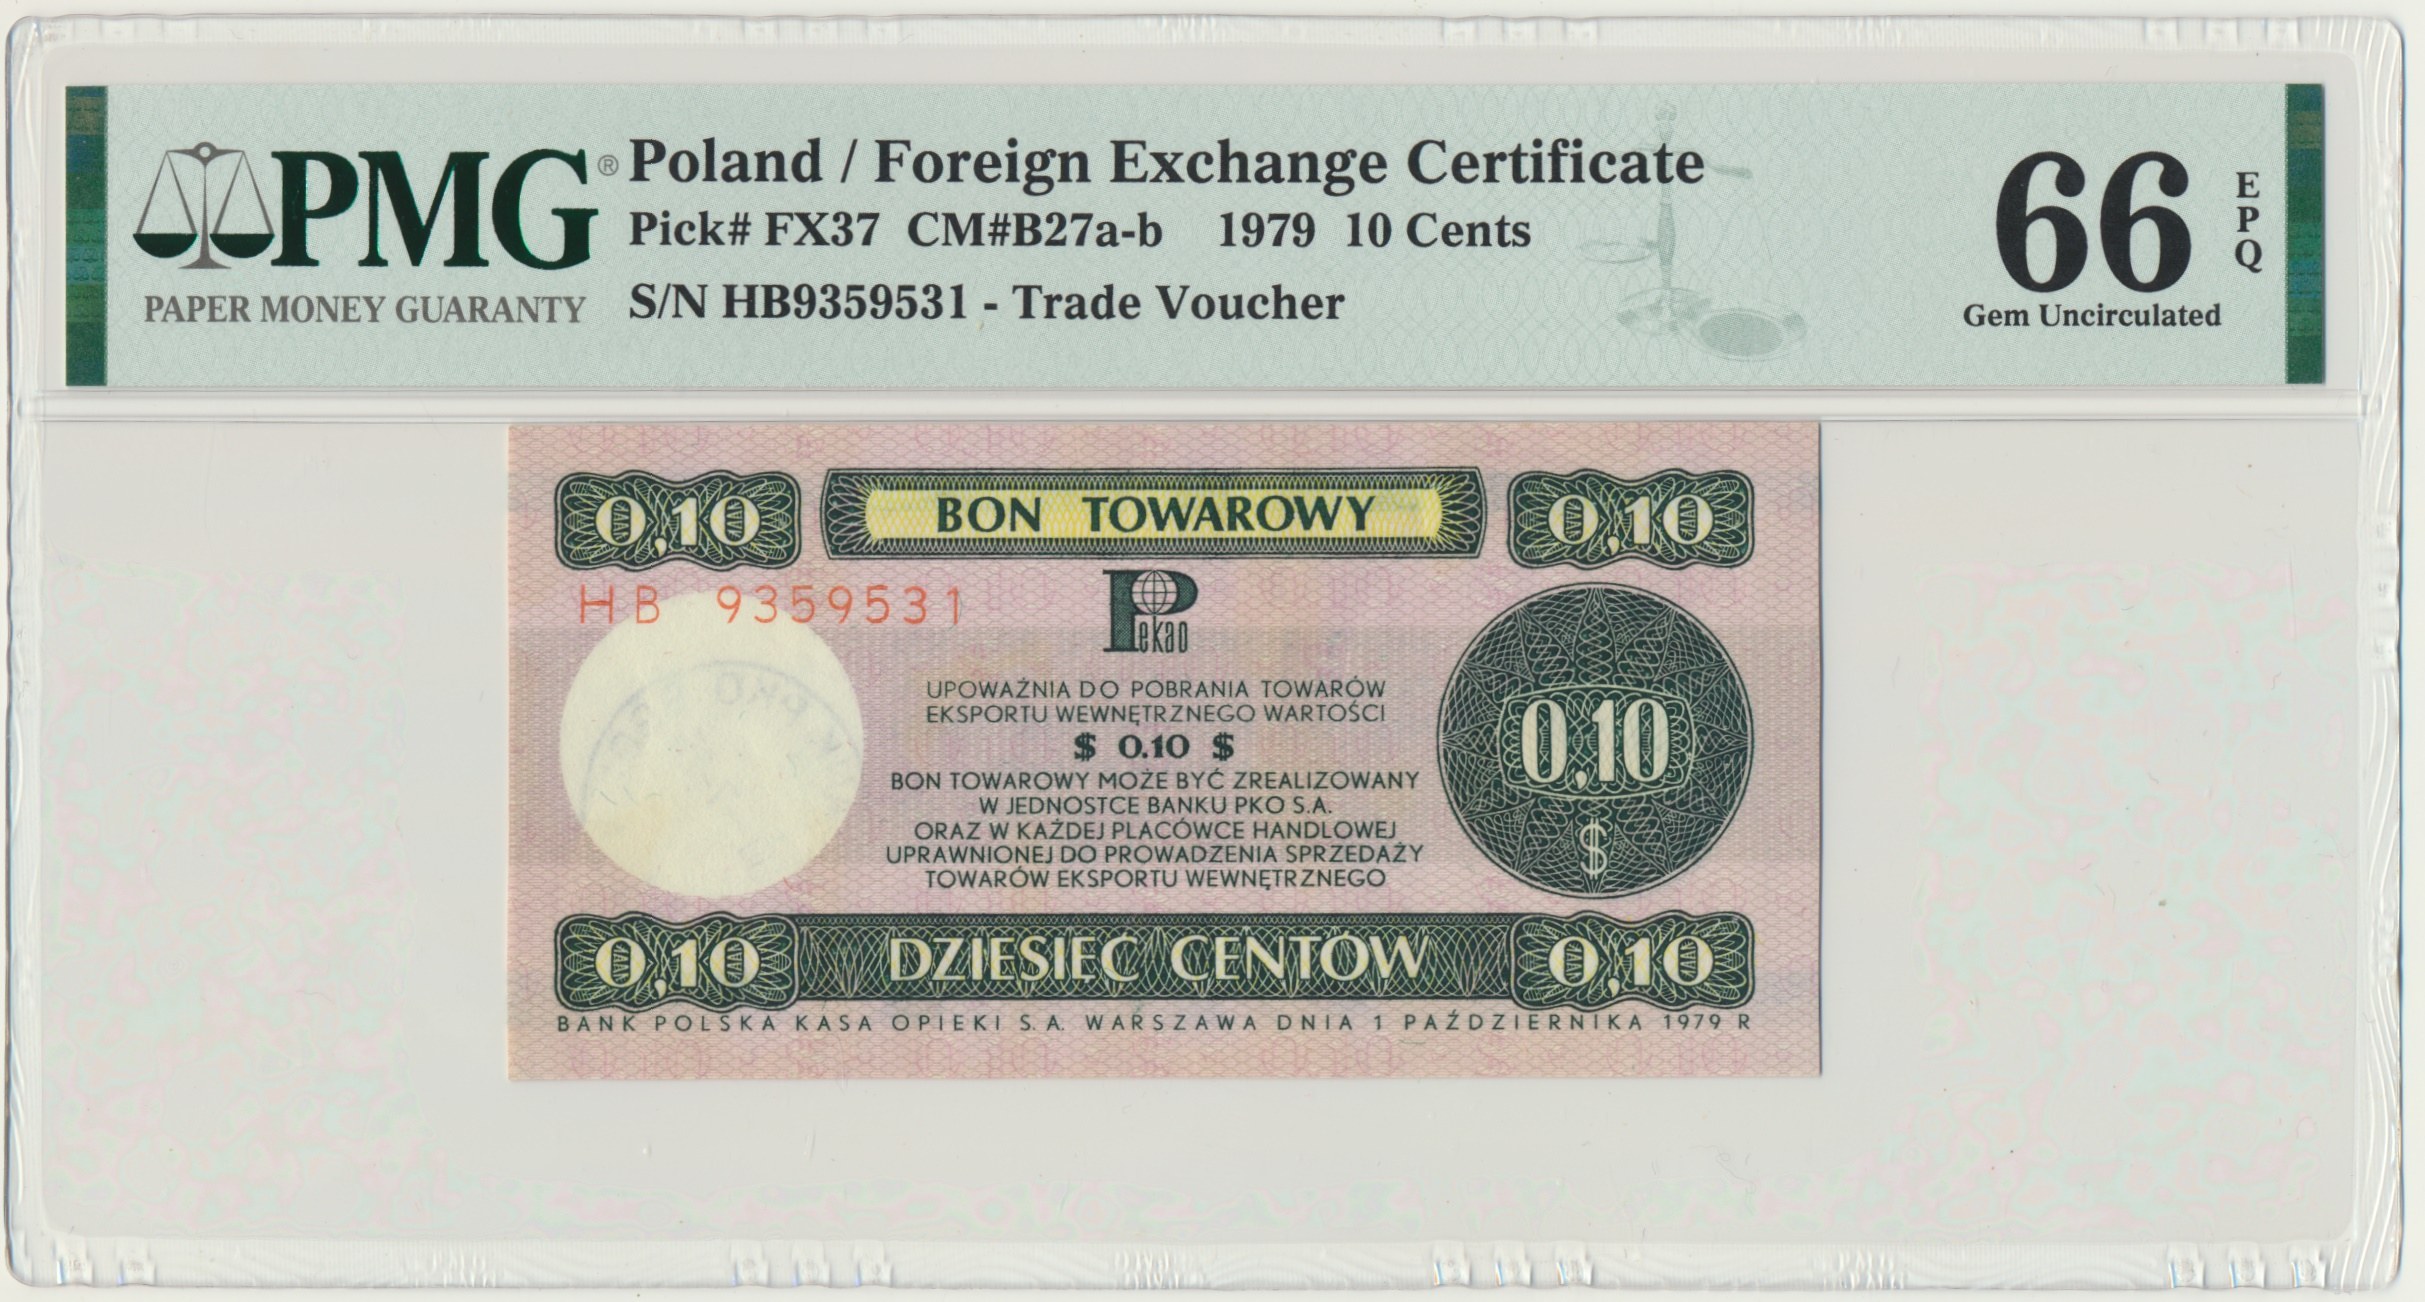 PMG®
PAPER MONEY GUARANTY
Poland / Foreign Exchange Certificate
Pick# FX37 CM#B27a-b 1979 10 Cents
S/N HB9359531 - Trade Voucher
66
EPQ
Gem Uncirculated
0,10 BON TOWAROWY 0,10
HB 9359531
Pekao
UPOWAŻNIA DO POBRANIA TOWARÓW
EKSPORTU WEWNĘTRZNEGO WARTOŚCI
$ 0.10 $
BON TOWAROWY MOŻE BYĆ ZREALIZOWANY
W JEDNOSTCE BANKU PKO S.A.
ORAZ W KAŻDEJ PLACÓWCE HANDLOWEJ
UPRAWNIONEJ DO PROWADZENIA SPRZEDAŻY
TOWARÓW EKSPORTU WEWNĘTRZNEGO
0,10
$
0,10 DZIESIĘĆ CENTÓW 0,10
BANK POLSKA KASA OPIEKI S.A. WARSZAWA DNIA 1 PAŹDZIERNIKA 1979 R